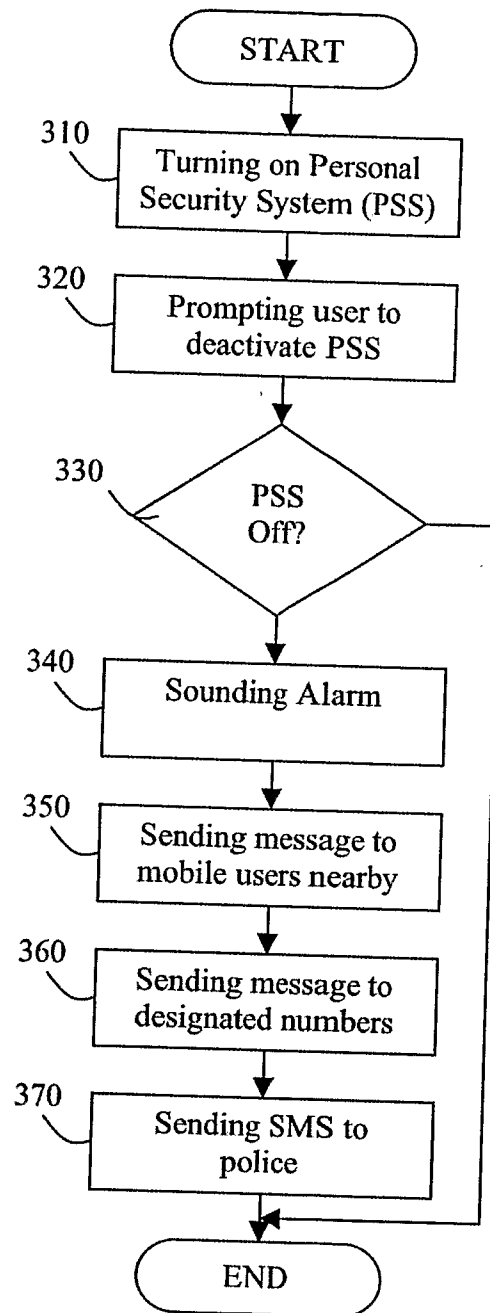 START
310
Turning on Personal
Security System (PSS)
320
Prompting user to
deactivate PSS
330
PSS
Off?
340
Sounding Alarm
350
Sending message to
mobile users nearby
360
Sending message to
designated numbers
370
Sending SMS to
police
END